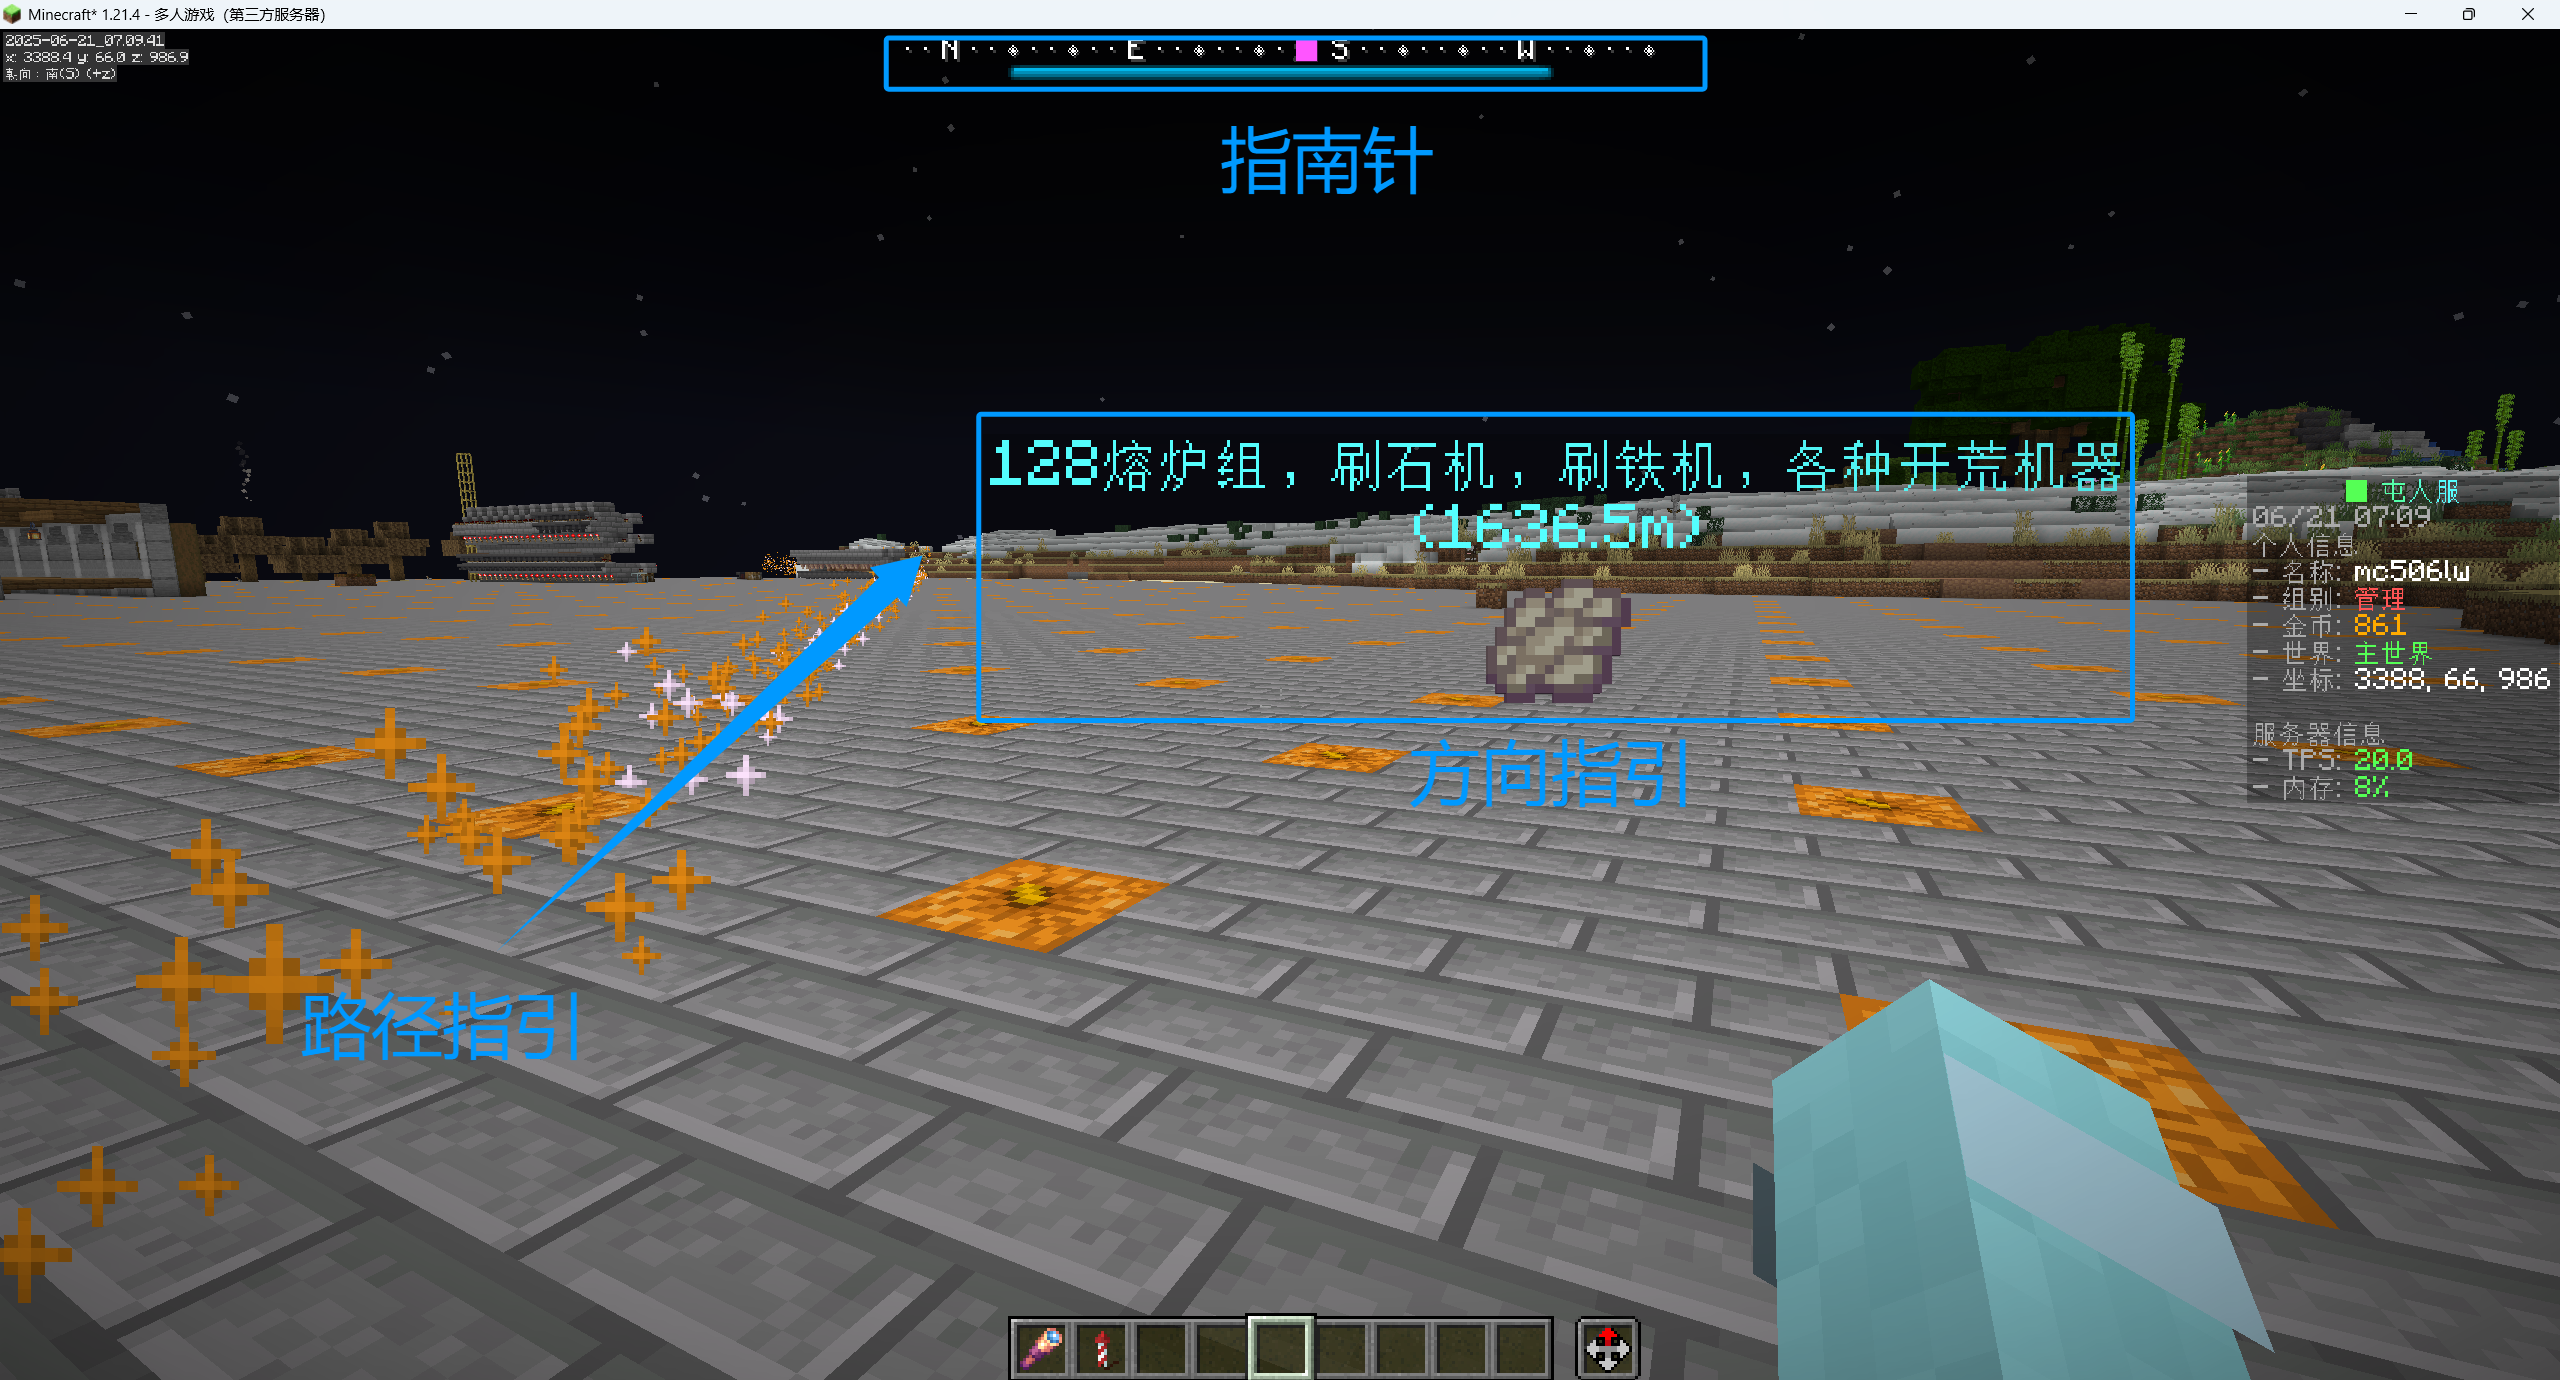 Minecraft* 1.21.4 - 多人游戏（第三方服务器）
2025-06-21_07.09.41
x: 3388.4 y: 66.0 z: 986.9
転向 : 南(S) (+z)
N E S W
指南针
128熔炉组，刷石机，刷铁机，各种开荒机器
(1636.5m)
方向指引
路径指引
屯人服
06/21 07:09
个人信息
- 名称: mc506lw
- 组别: 管理
- 金币: 861
- 世界: 主世界
- 坐标: 3388, 66, 986
服务器信息
- TPS: 20.0
- 内存: 8%